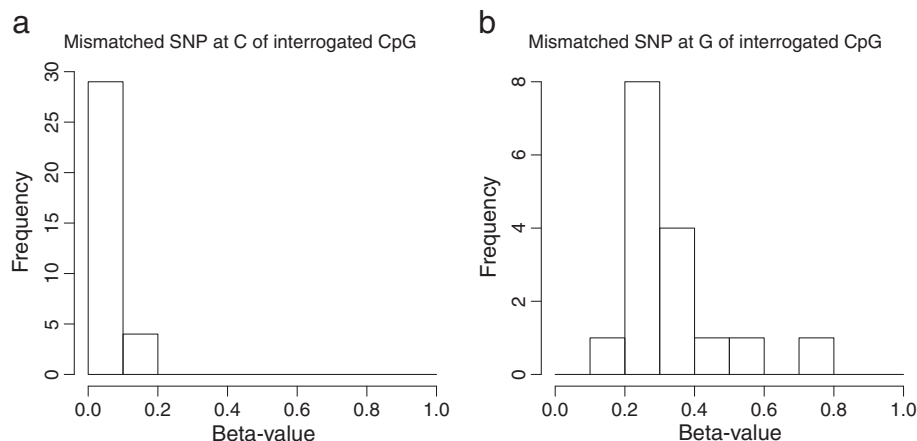 a
Mismatched SNP at C of interrogated CpG
Frequency
30
25
20
15
10
5
0
0.0 0.2 0.4 0.6 0.8 1.0
Beta-value
b
Mismatched SNP at G of interrogated CpG
Frequency
8
6
4
2
0
0.0 0.2 0.4 0.6 0.8 1.0
Beta-value